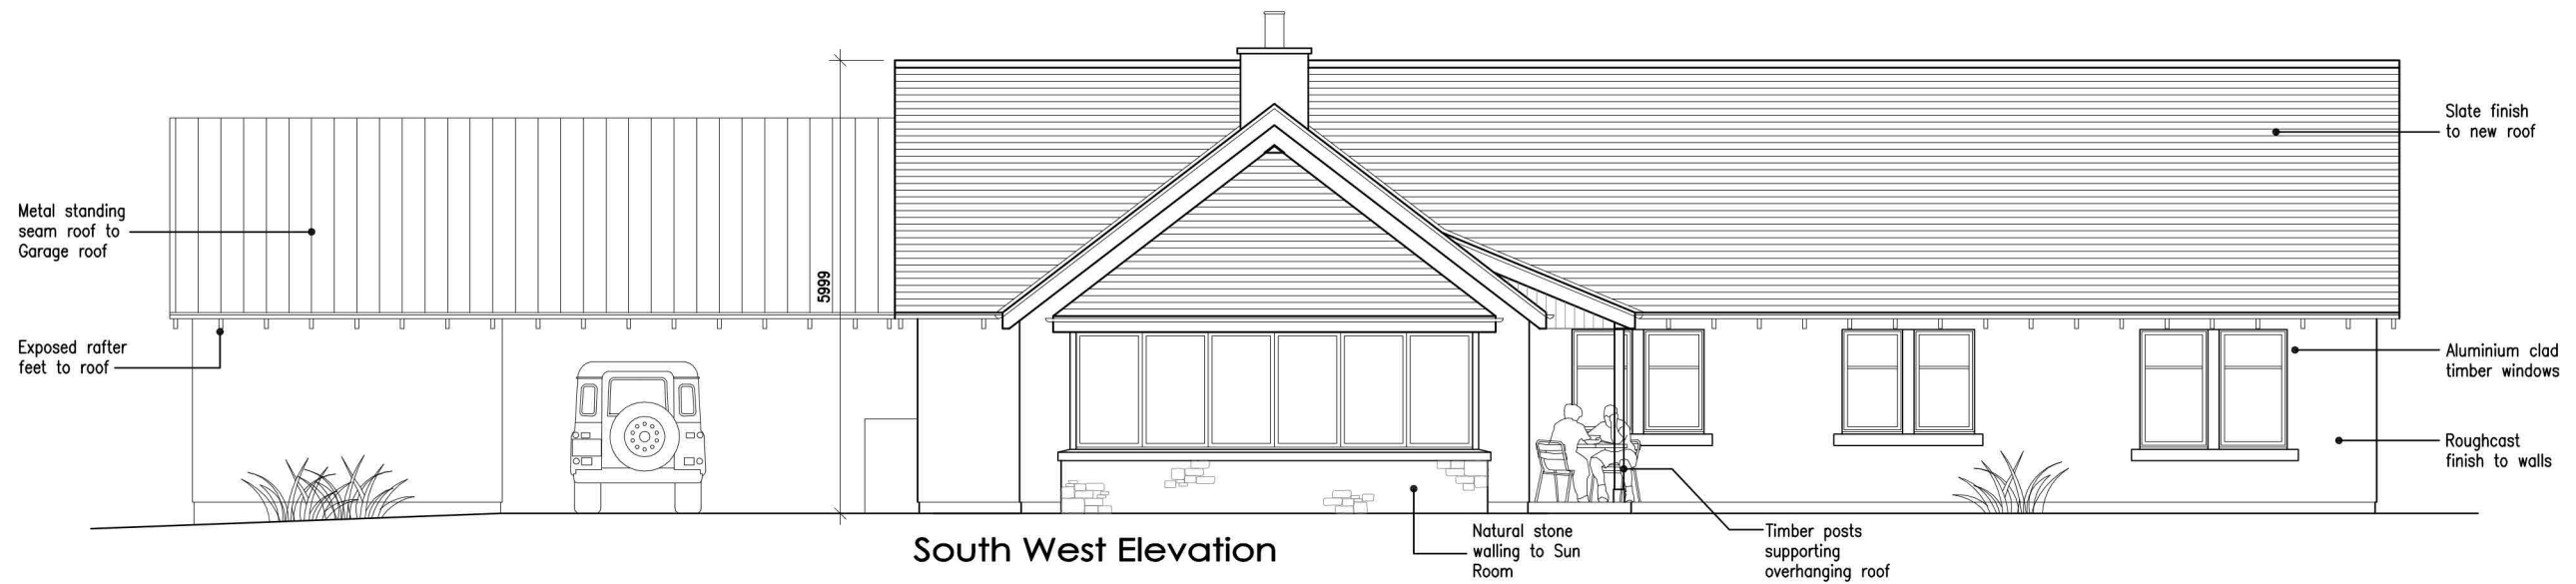 Metal standing
seam roof to
Garage roof
Exposed rafter
feet to roof
5999
Slate finish
to new roof
Aluminium clad
timber windows
Roughcast
finish to walls
Natural stone
walling to Sun
Room
Timber posts
supporting
overhanging roof
South West Elevation